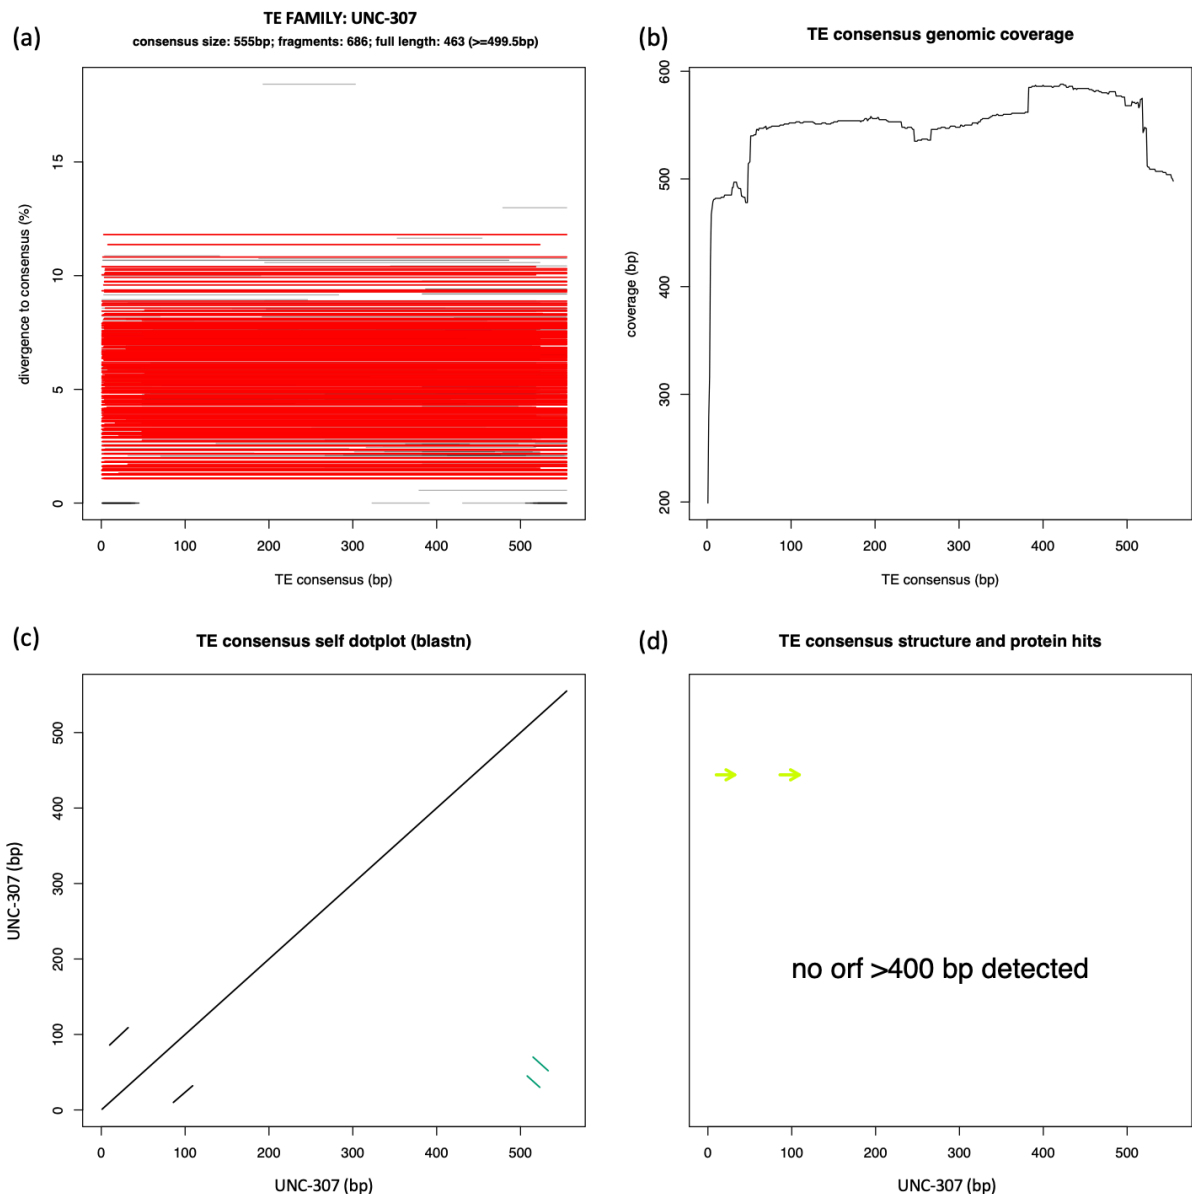 (a)
TE FAMILY: UNC-307
consensus size: 555bp; fragments: 686; full length: 463 (>=499.5bp)
divergence to consensus (%)
15
10
5
0
0 100 200 300 400 500
TE consensus (bp)
(b)
TE consensus genomic coverage
coverage (bp)
600
500
400
300
200
0 100 200 300 400 500
TE consensus (bp)
(c)
TE consensus self dotplot (blastn)
UNC-307 (bp)
500
400
300
200
100
0
0 100 200 300 400 500
UNC-307 (bp)
(d)
TE consensus structure and protein hits
no orf >400 bp detected
0 100 200 300 400 500
UNC-307 (bp)